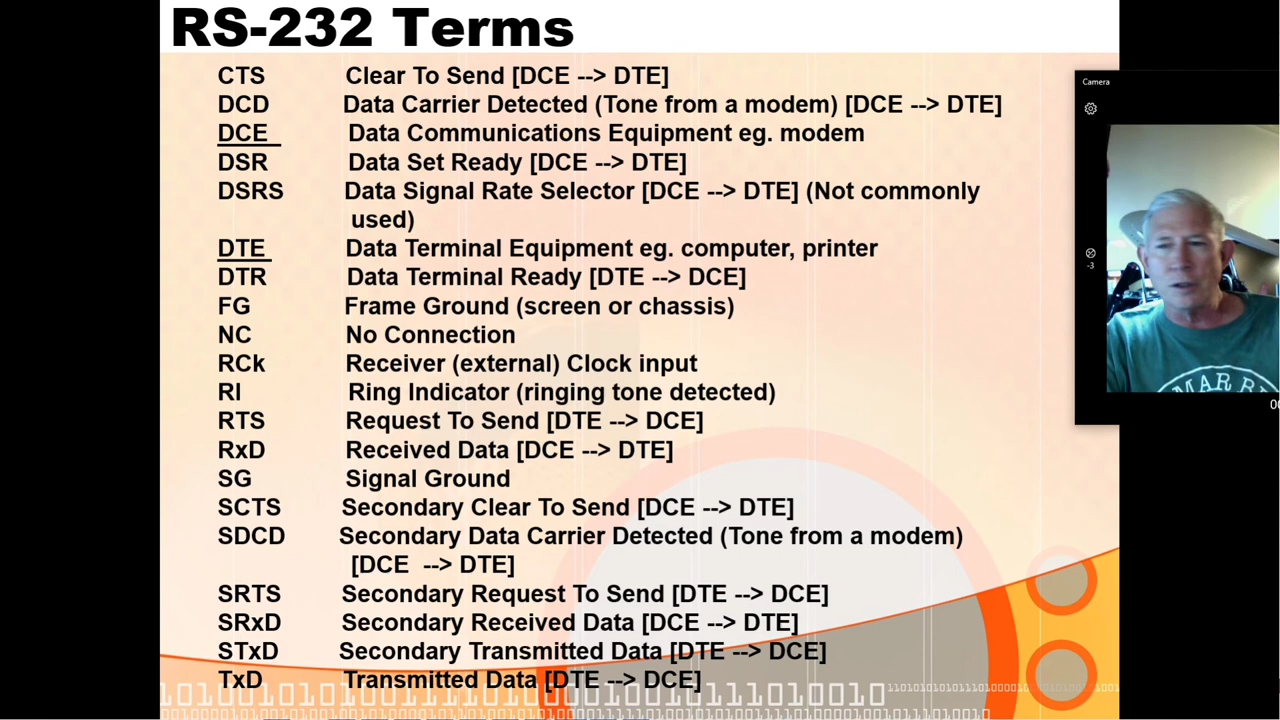 RS-232 Terms
CTS Clear To Send [DCE --> DTE]
DCD Data Carrier Detected (Tone from a modem) [DCE --> DTE]
DCE Data Communications Equipment eg. modem
DSR Data Set Ready [DCE --> DTE]
DSRS Data Signal Rate Selector [DCE --> DTE] (Not commonly
used)
DTE Data Terminal Equipment eg. computer, printer
DTR Data Terminal Ready [DTE --> DCE]
FG Frame Ground (screen or chassis)
NC No Connection
RCk Receiver (external) Clock input
RI Ring Indicator (ringing tone detected)
RTS Request To Send [DTE --> DCE]
RxD Received Data [DCE --> DTE]
SG Signal Ground
SCTS Secondary Clear To Send [DCE --> DTE]
SDCD Secondary Data Carrier Detected (Tone from a modem)
[DCE --> DTE]
SRTS Secondary Request To Send [DTE --> DCE]
SRxD Secondary Received Data [DCE --> DTE]
STxD Secondary Transmitted Data [DTE --> DCE]
TxD Transmitted Data [DTE --> DCE]
Camera
-3
MAR